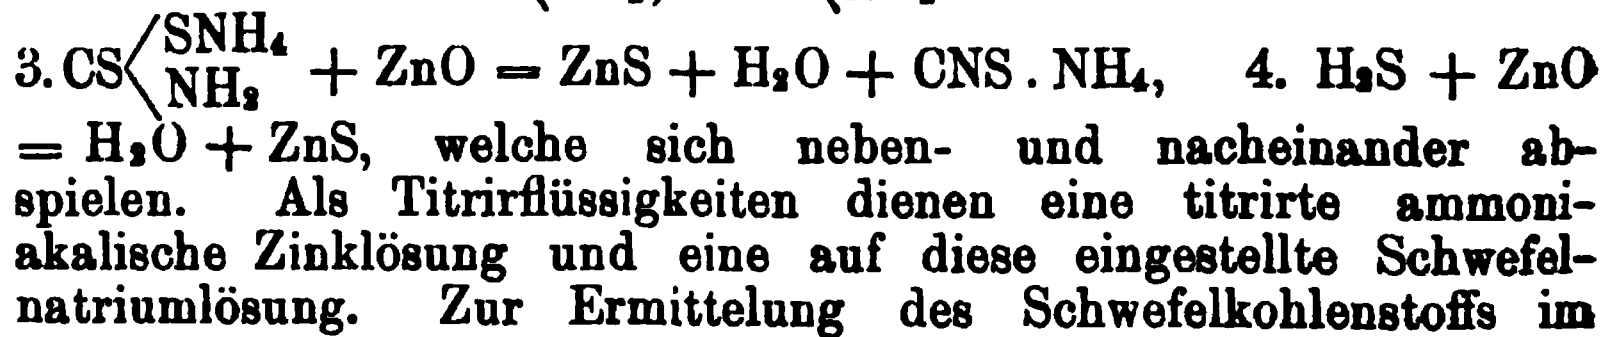 3. CS<SNH₄ NH₂ + ZnO = ZnS + H₂O + CNS . NH₄, 4. H₂S + ZnO
= H₂O + ZnS, welche sich neben- und nacheinander ab-
spielen. Als Titrirflüssigkeiten dienen eine titrirte ammoni-
akalische Zinklösung und eine auf diese eingestellte Schwefel-
natriumlösung. Zur Ermittelung des Schwefelkohlenstoffs im